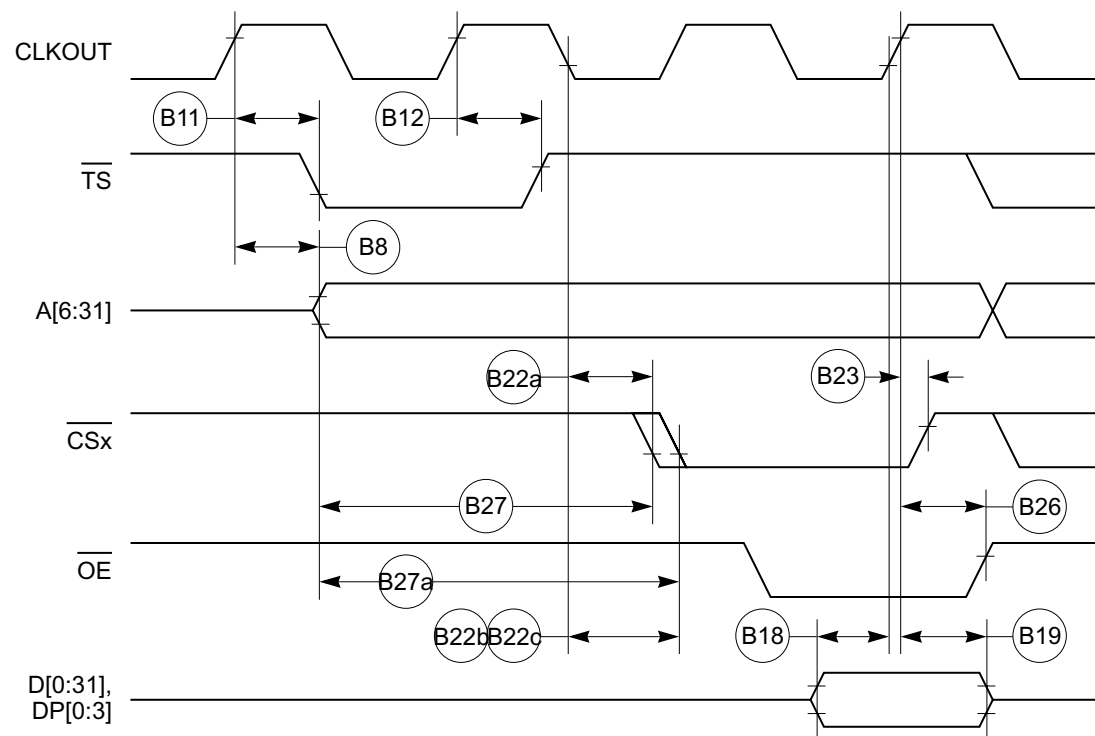 CLKOUT
B11
B12
TS
B8
A[6:31]
B22a
B23
CSx
B27
B26
OE
B27a
B22b B22c
B18
B19
D[0:31],
DP[0:3]